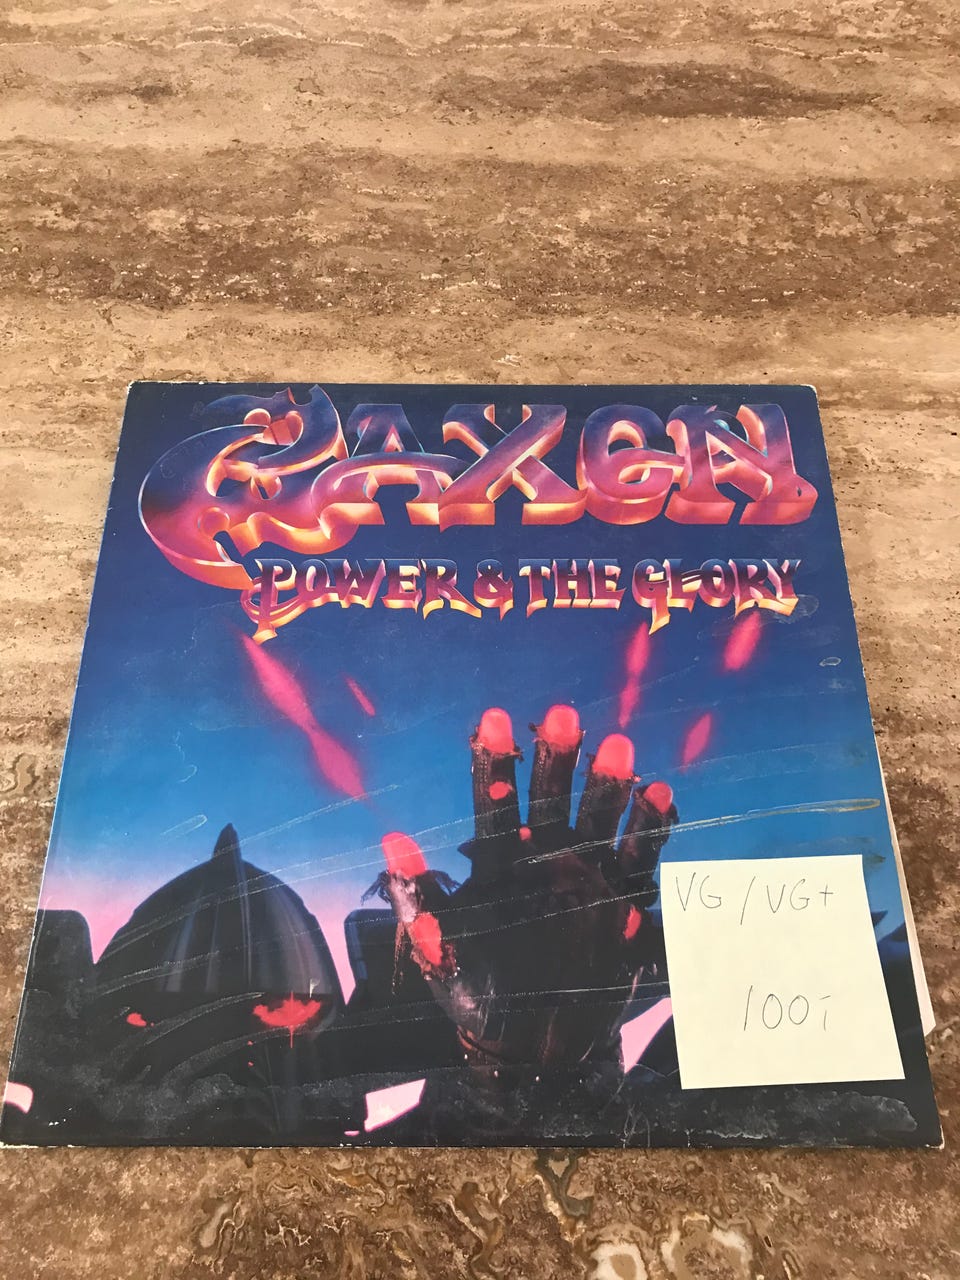 SAXON
POWER & THE GLORY
VG / VG+
100;-